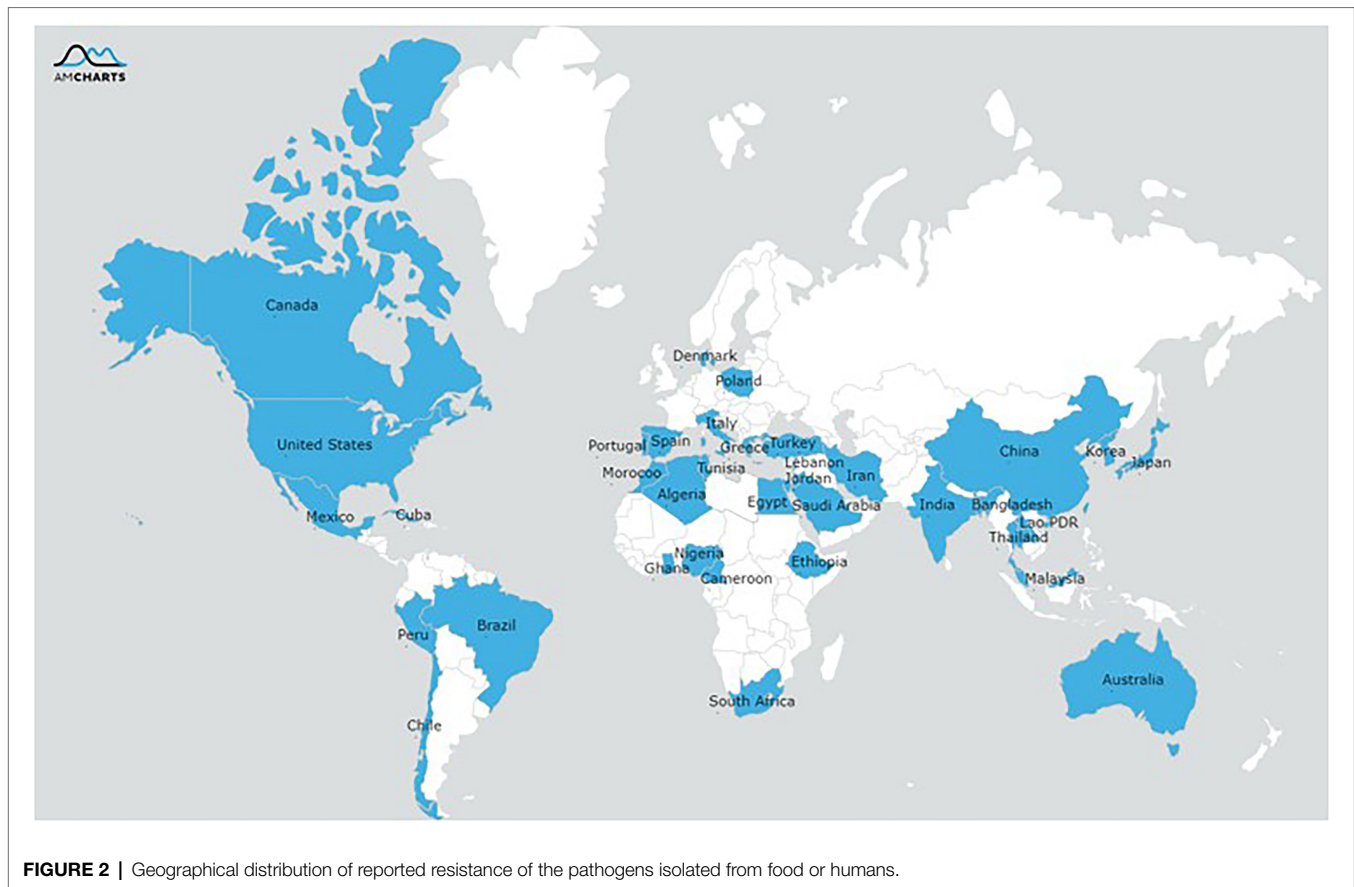 AMCHARTS
Canada
Denmark
Poland
Italy
United States
Portugal
Spain
Greece
Turkey
China
Korea
Japan
Morocoo
Tunisia
Lebanon
Jordan
Iran
Algeria
Egypt
Saudi Arabia
India
Bangladesh
Mexico
Cuba
Lao PDR
Thailand
Nigeria
Ghana
Cameroon
Ethiopia
Malaysia
Peru
Brazil
Australia
South Africa
Chile
FIGURE 2 | Geographical distribution of reported resistance of the pathogens isolated from food or humans.